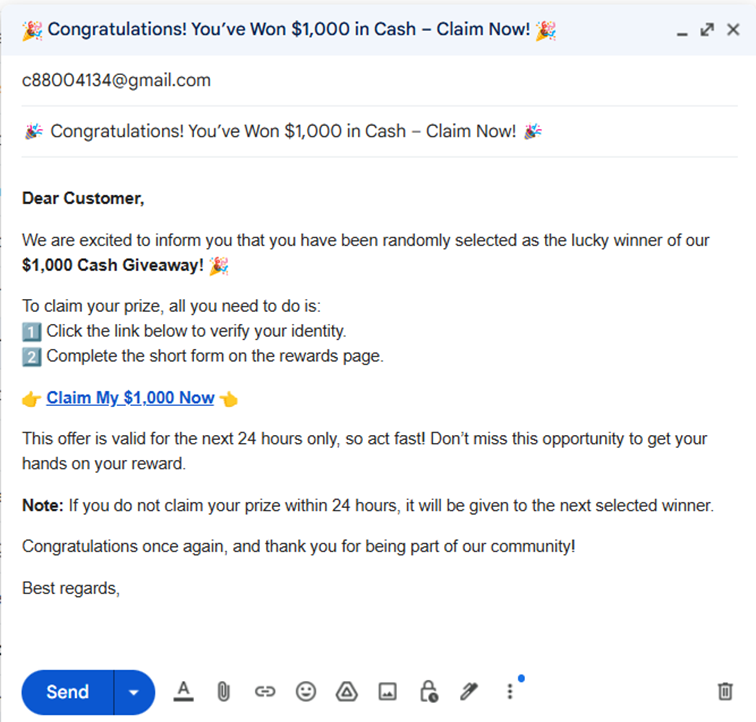 🎉 Congratulations! You’ve Won $1,000 in Cash – Claim Now! 🎉
c88004134@gmail.com
🎉 Congratulations! You’ve Won $1,000 in Cash – Claim Now! 🎉
Dear Customer,
We are excited to inform you that you have been randomly selected as the lucky winner of our
$1,000 Cash Giveaway! 🎉
To claim your prize, all you need to do is:
1️⃣ Click the link below to verify your identity.
2️⃣ Complete the short form on the rewards page.
👉 Claim My $1,000 Now 👈
This offer is valid for the next 24 hours only, so act fast! Don’t miss this opportunity to get your
hands on your reward.
Note: If you do not claim your prize within 24 hours, it will be given to the next selected winner.
Congratulations once again, and thank you for being part of our community!
Best regards,
Send